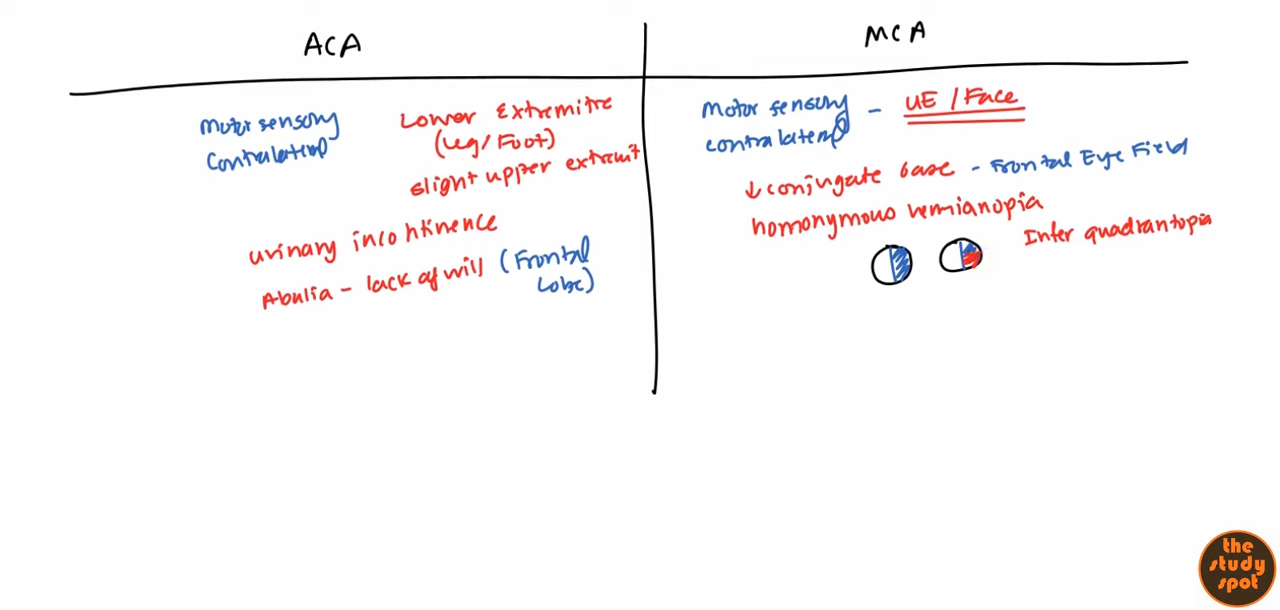 ACA
MCA
Motor sensory
contralateral
Lower Extremitie
(Leg/Foot)
slight upper extremit
urinary incontinence
Abulia - lack of will (Frontal
Lobe)
Motor sensory - UE / Face
contralateral
↓ conjugate base - Frontal Eye Field
homonymous hemianopia
Infer quadrantopia
the
study
spot